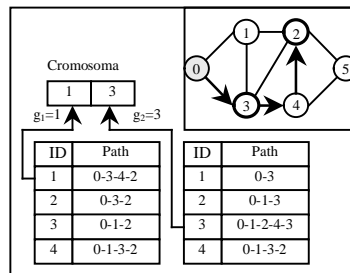 Cromosoma
1 3
g1=1 g2=3
0 1 2 3 4 5
ID Path
1 0-3-4-2
2 0-3-2
3 0-1-2
4 0-1-3-2
ID Path
1 0-3
2 0-1-3
3 0-1-2-4-3
4 0-1-3-2